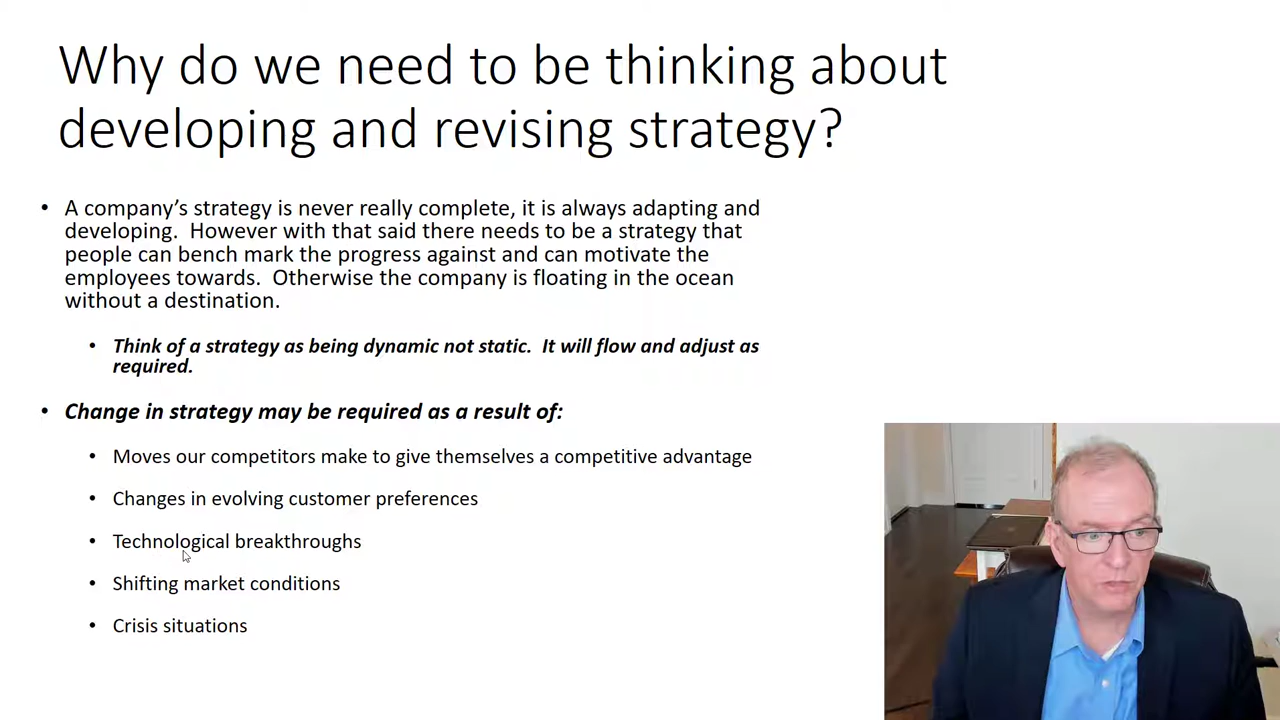 Why do we need to be thinking about
developing and revising strategy?
• A company’s strategy is never really complete, it is always adapting and
developing.  However with that said there needs to be a strategy that
people can bench mark the progress against and can motivate the
employees towards.  Otherwise the company is floating in the ocean
without a destination.
• Think of a strategy as being dynamic not static.  It will flow and adjust as
required.
• Change in strategy may be required as a result of:
• Moves our competitors make to give themselves a competitive advantage
• Changes in evolving customer preferences
• Technological breakthroughs
• Shifting market conditions
• Crisis situations